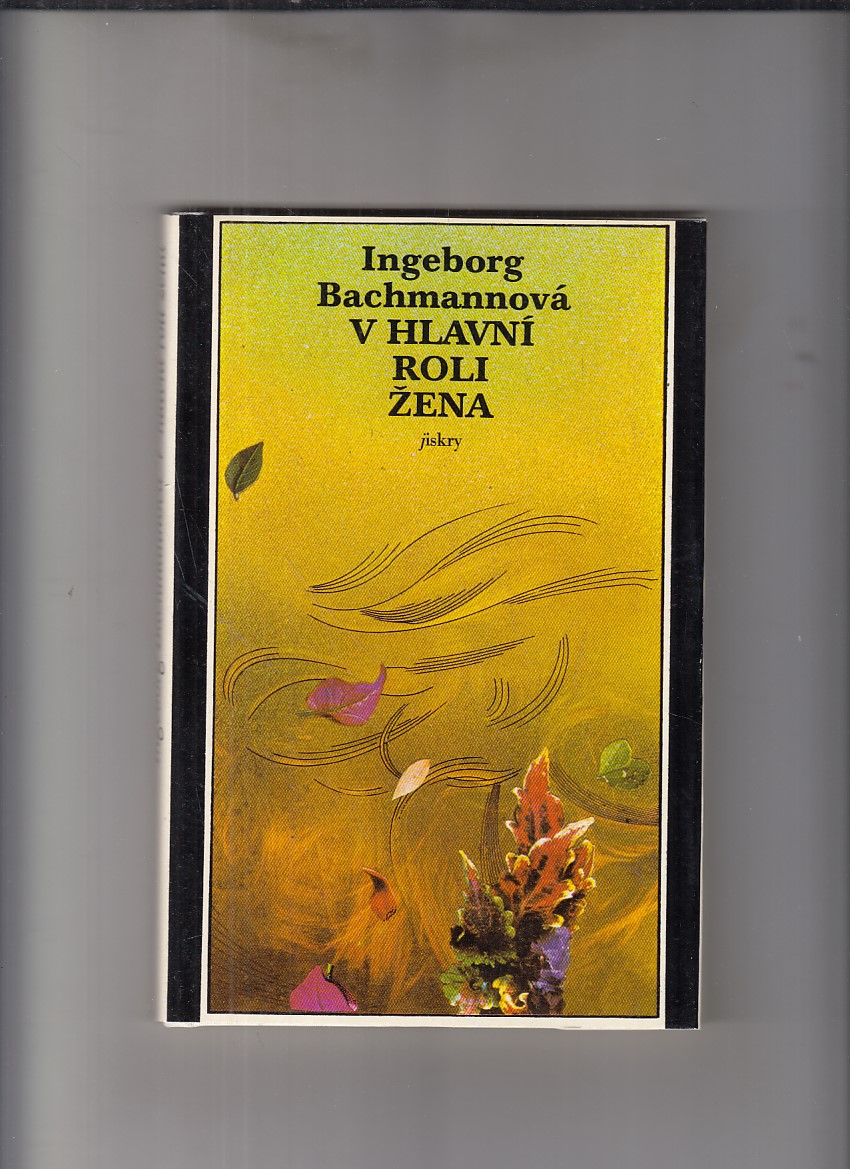 Ingeborg
Bachmannová
V HLAVNÍ
ROLI
ŽENA
jiskry